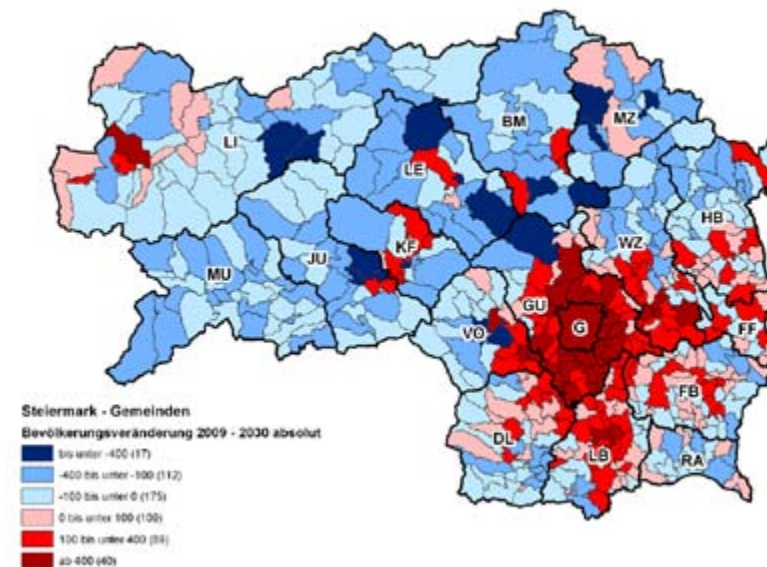 BM
MZ
LI
LE
HB
KF
WZ
JU
MU
GU
G
FF
VO
FB
DL
LB
RA
Steiermark - Gemeinden
Bevölkerungsveränderung 2009 - 2030 absolut
bis unter -400 (17)
-400 bis unter -100 (112)
-100 bis unter 0 (175)
0 bis unter 100 (109)
100 bis unter 400 (89)
ab 400 (40)